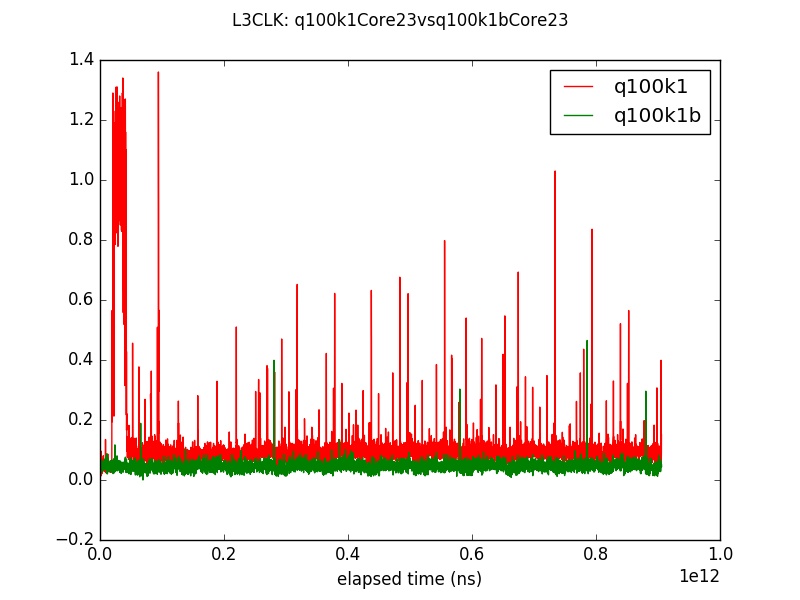 L3CLK: q100k1Core23vsq100k1bCore23
q100k1
q100k1b
1.4
1.2
1.0
0.8
0.6
0.4
0.2
0.0
−0.2
0.0 0.2 0.4 0.6 0.8 1.0
1e12
elapsed time (ns)